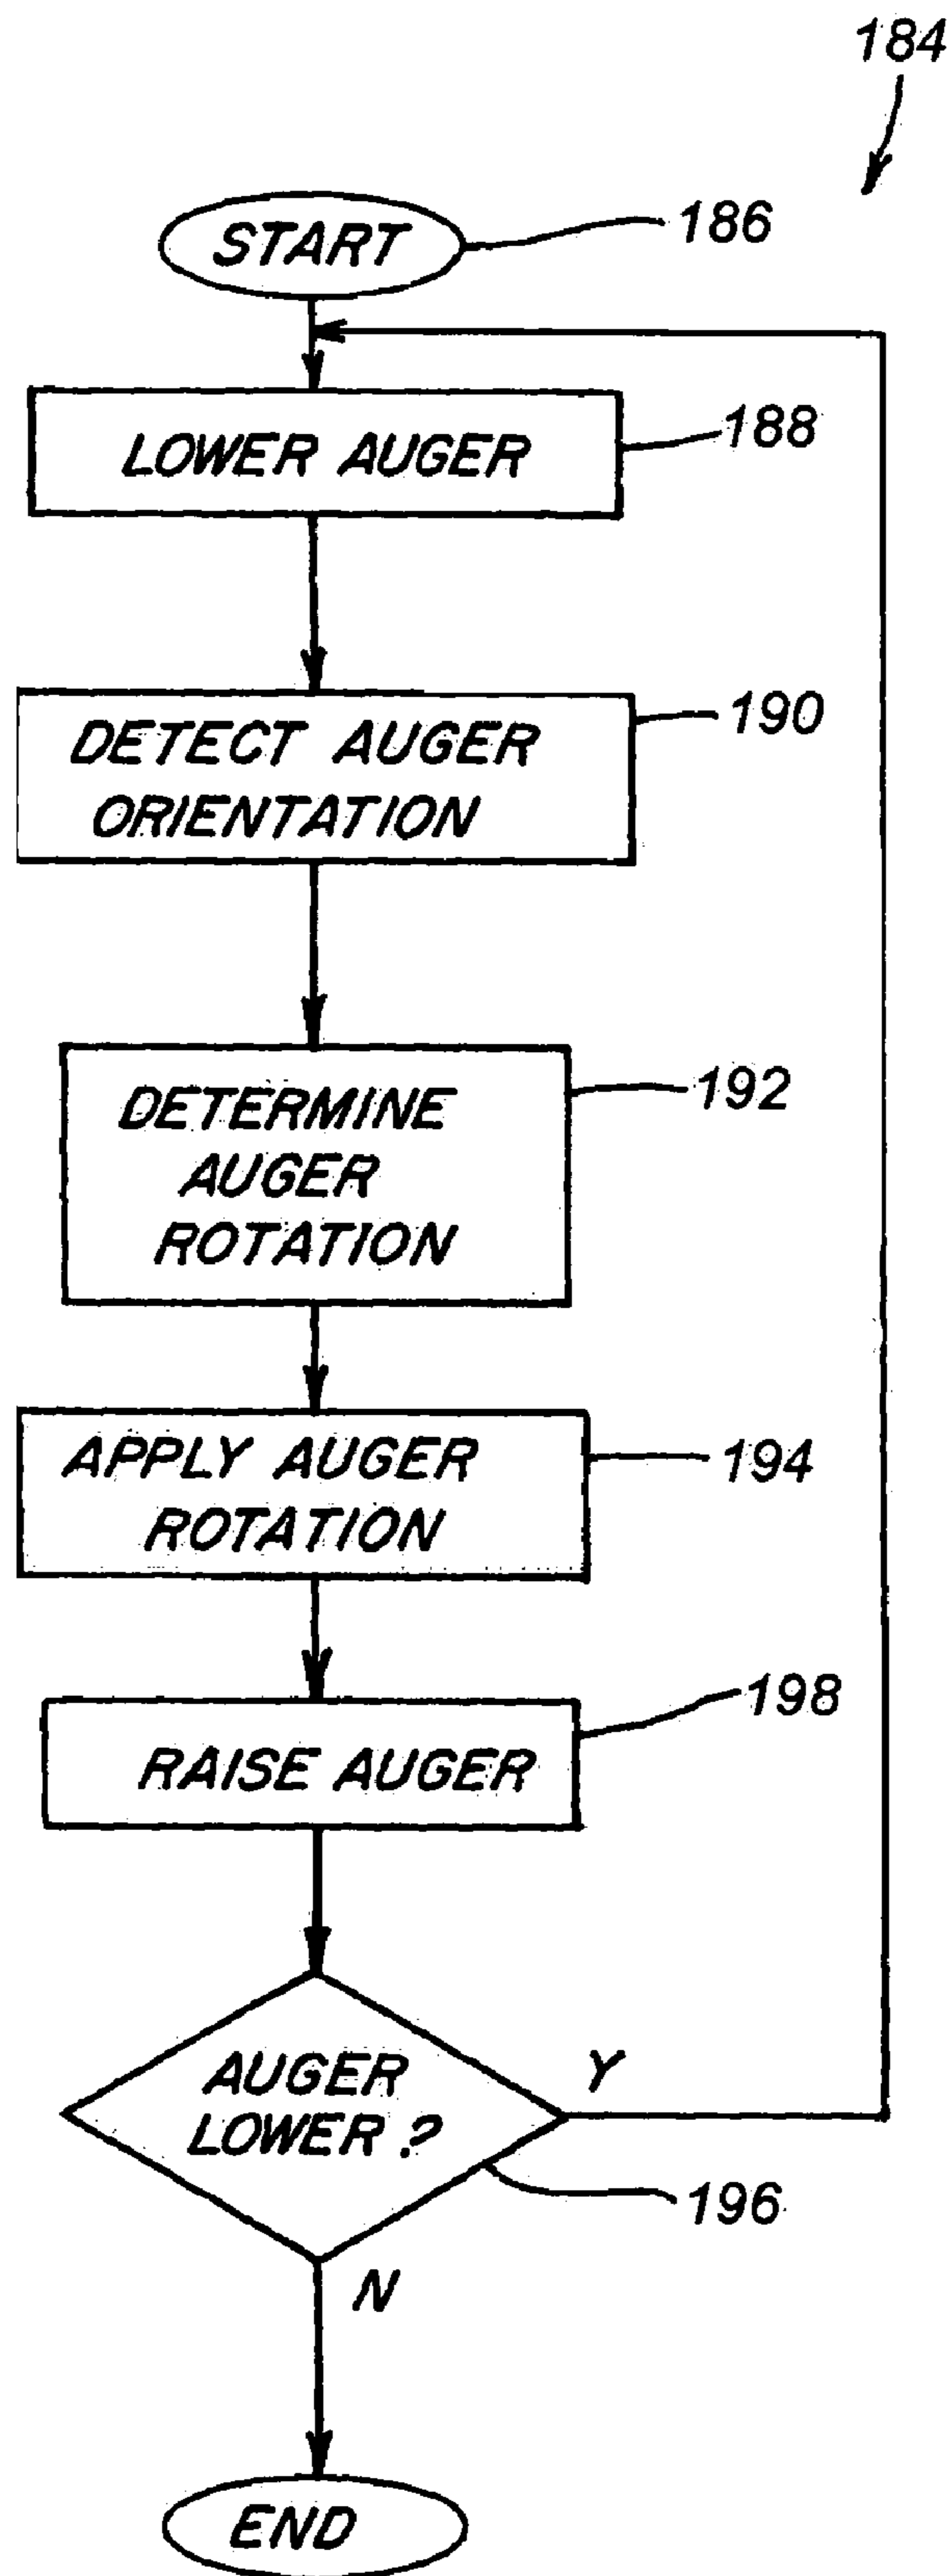 184
START
186
LOWER AUGER
188
DETECT AUGER
ORIENTATION
190
DETERMINE
AUGER
ROTATION
192
APPLY AUGER
ROTATION
194
RAISE AUGER
198
AUGER
LOWER ?
Y
196
N
END